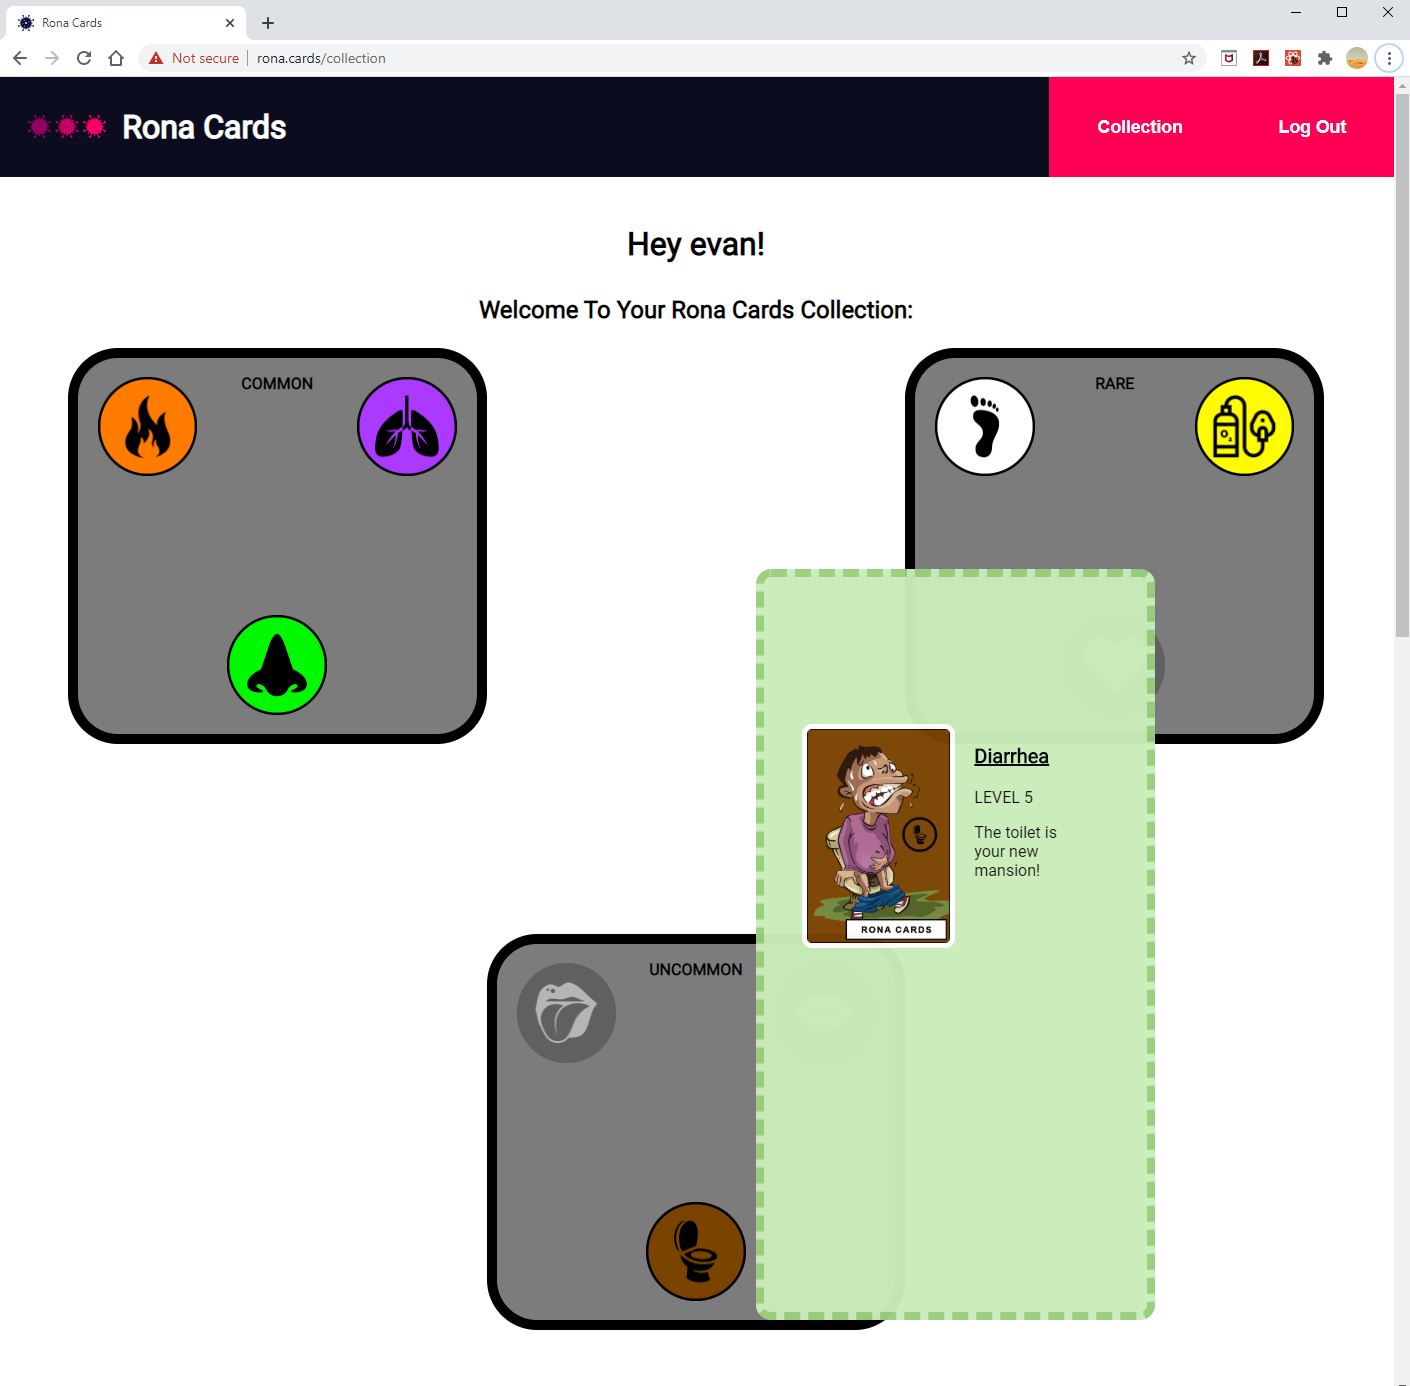 Rona Cards
Not secure
rona.cards/collection
Rona Cards
Collection
Log Out
Hey evan!
Welcome To Your Rona Cards Collection:
COMMON
RARE
O₂
Diarrhea
LEVEL 5
The toilet is
your new
mansion!
RONA CARDS
UNCOMMON